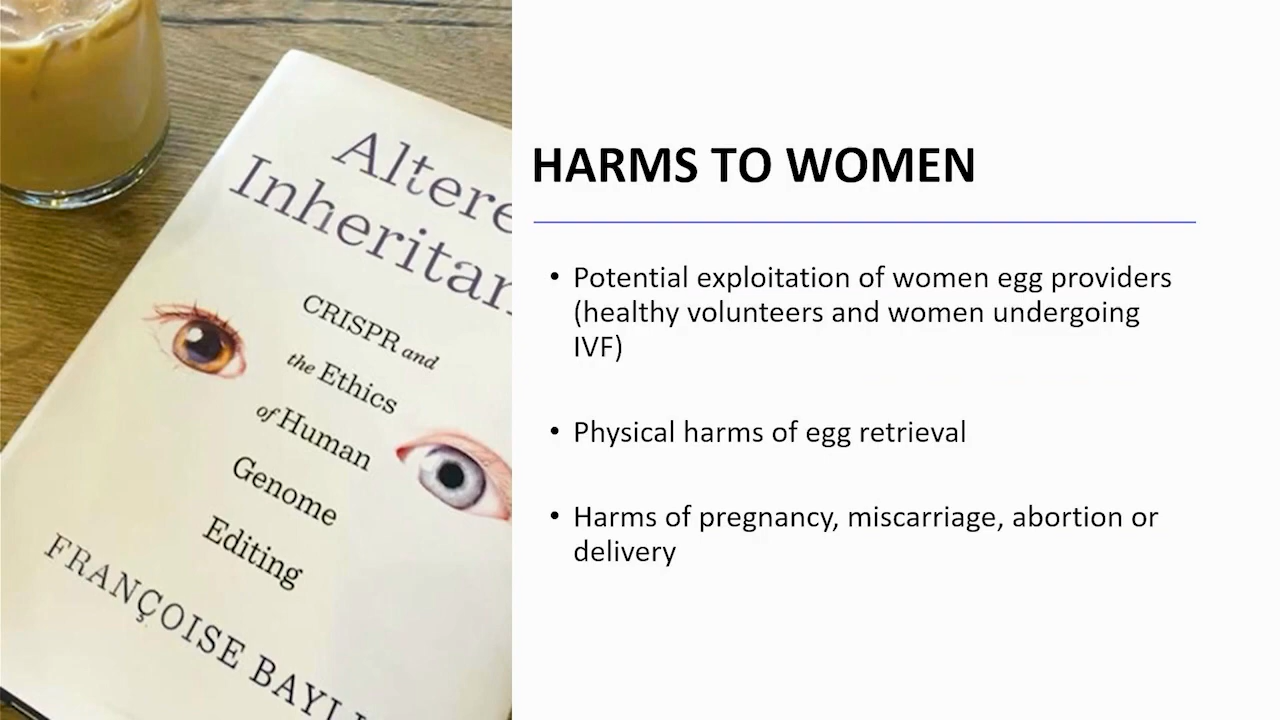 Altere
Inheritan
CRISPR and
the Ethics
of Human
Genome
Editing
FRANÇOISE BAYL
HARMS TO WOMEN
• Potential exploitation of women egg providers
(healthy volunteers and women undergoing
IVF)
• Physical harms of egg retrieval
• Harms of pregnancy, miscarriage, abortion or
delivery